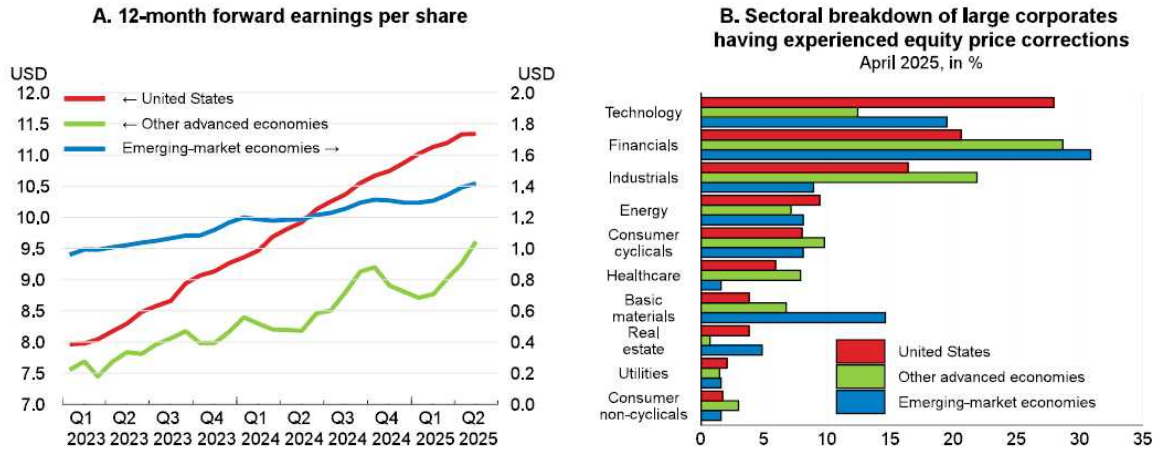 A. 12-month forward earnings per share
USD
USD
12.0
11.5
11.0
10.5
10.0
9.5
9.0
8.5
8.0
7.5
7.0
← United States
← Other advanced economies
Emerging-market economies →
2.0
1.8
1.6
1.4
1.2
1.0
0.8
0.6
0.4
0.2
0.0
Q1 Q2 Q3 Q4 Q1 Q2 Q3 Q4 Q1 Q2
2023 2023 2023 2023 2024 2024 2024 2024 2025 2025
B. Sectoral breakdown of large corporates
having experienced equity price corrections
April 2025, in %
Technology
Financials
Industrials
Energy
Consumer
cyclicals
Healthcare
Basic
materials
Real
estate
Utilities
Consumer
non-cyclicals
United States
Other advanced economies
Emerging-market economies
0 5 10 15 20 25 30 35